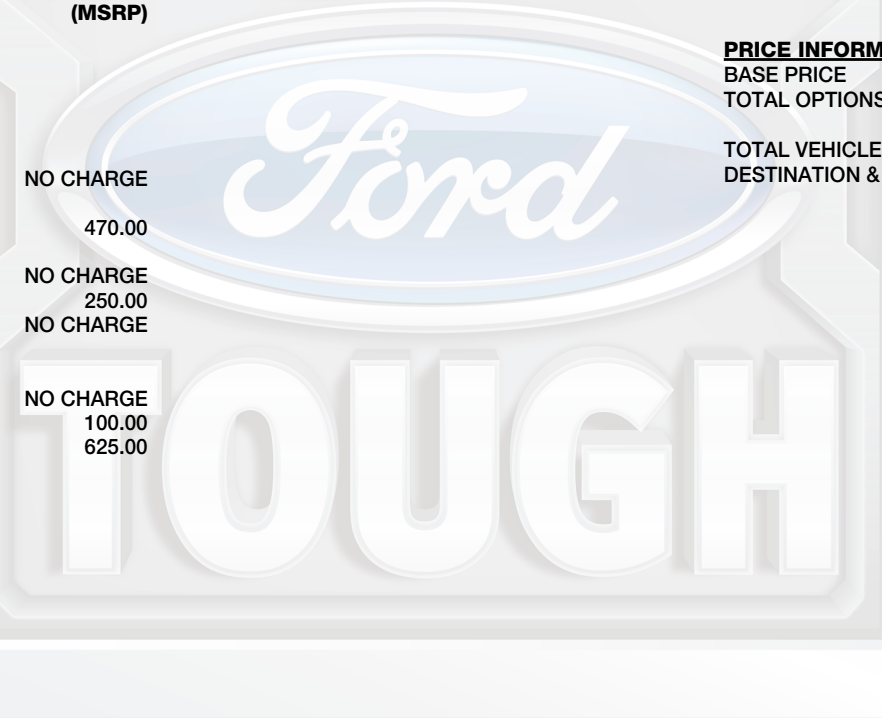 (MSRP)
NO CHARGE
470.00
NO CHARGE
250.00
NO CHARGE
NO CHARGE
100.00
625.00
PRICE INFORM
BASE PRICE
TOTAL OPTIONS
TOTAL VEHICLE
DESTINATION &
Ford
TOUGH